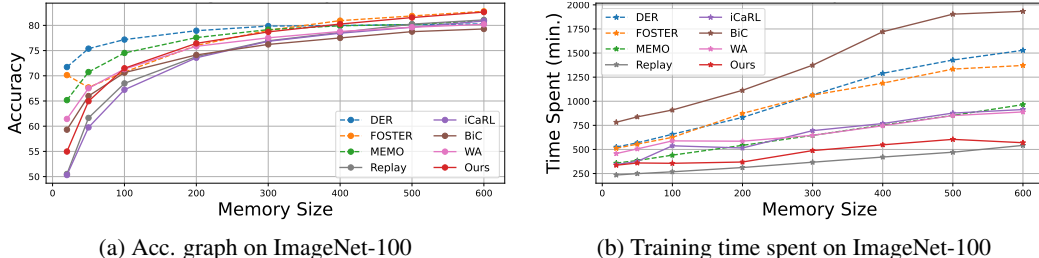 80
75
70
65
60
55
50
Accuracy
0
100
200
300
400
500
600
Memory Size
DER
FOSTER
MEMO
Replay
iCaRL
BiC
WA
Ours
(a) Acc. graph on ImageNet-100
2000
1750
1500
1250
1000
750
500
250
Time Spent (min.)
0
100
200
300
400
500
600
Memory Size
DER
FOSTER
MEMO
Replay
iCaRL
BiC
WA
Ours
(b) Training time spent on ImageNet-100